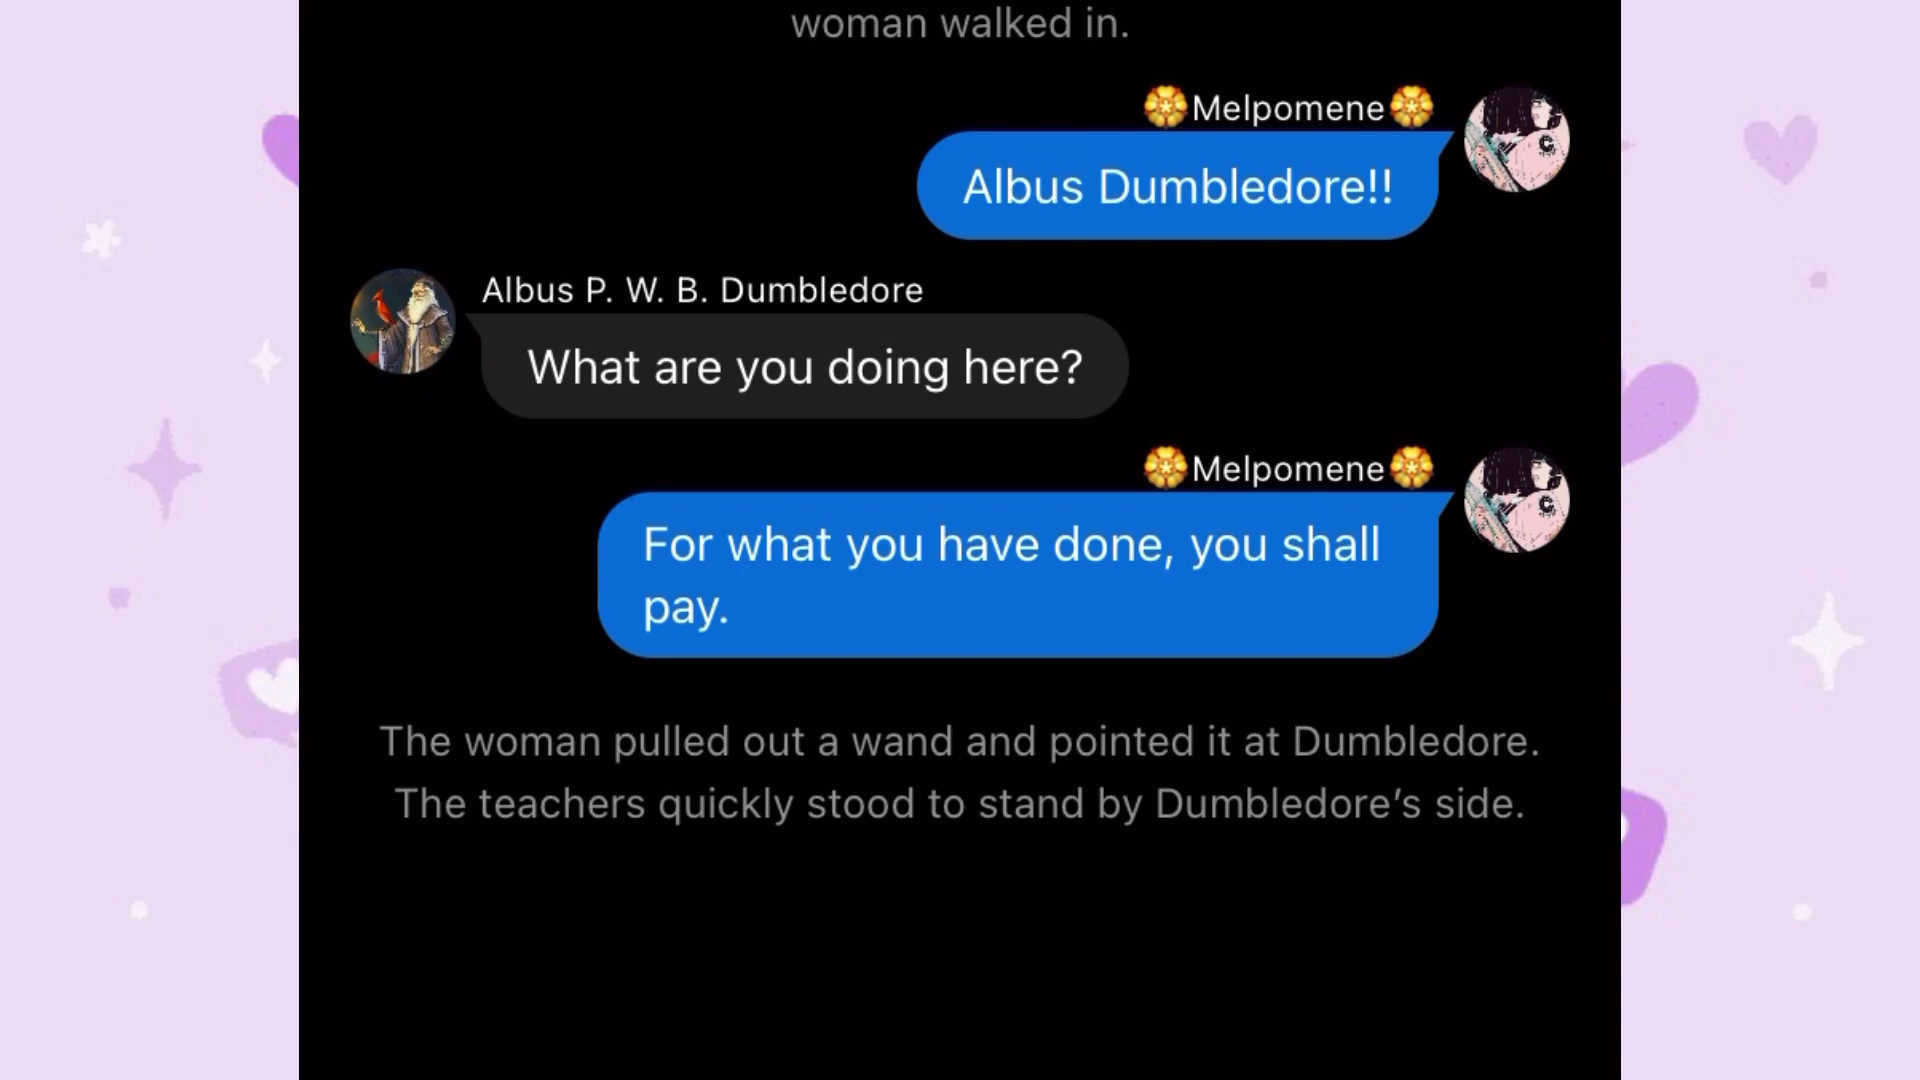 woman walked in.
🏵️Melpomene🏵️
Albus Dumbledore!!
Albus P. W. B. Dumbledore
What are you doing here?
🏵️Melpomene🏵️
For what you have done, you shall
pay.
The woman pulled out a wand and pointed it at Dumbledore.
The teachers quickly stood to stand by Dumbledore’s side.